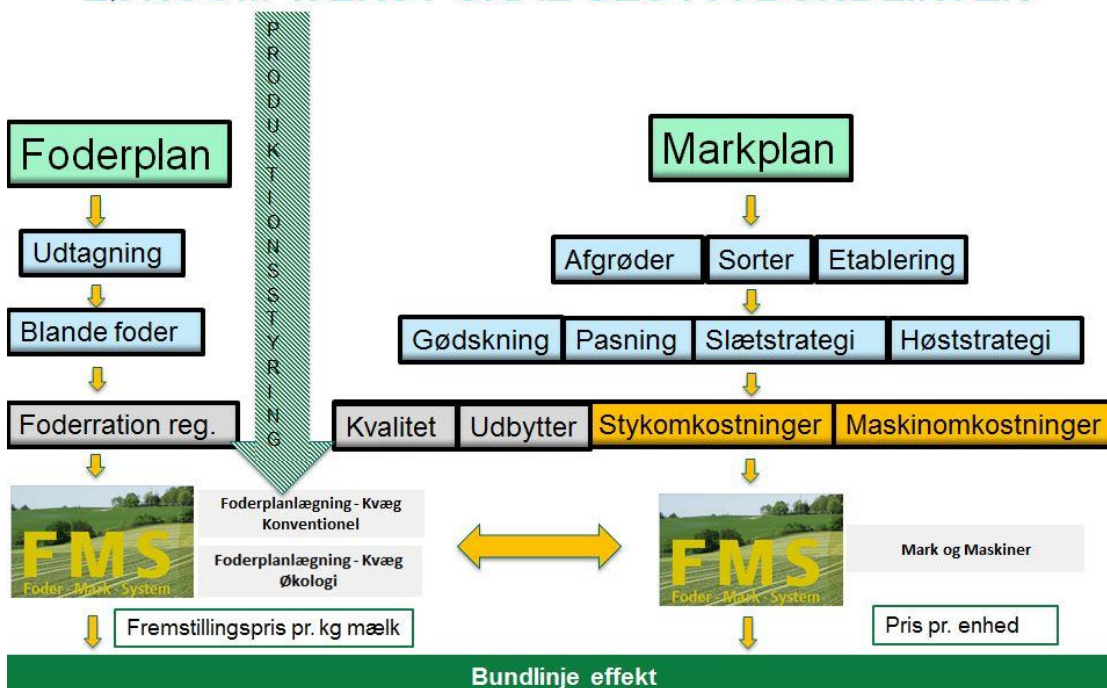 PRODUKTIONSSTYRING
Foderplan
Udtagning
Blande foder
Foderration reg.
FMS
Foder - Mark - System
Foderplanlægning - Kvæg
Konventionel
Foderplanlægning - Kvæg
Økologi
Fremstillingspris pr. kg mælk
Markplan
Afgrøder Sorter Etablering
Gødskning Pasning Slætstrategi Høststrategi
Kvalitet Udbytter Stykomkostninger Maskinomkostninger
FMS
Foder - Mark - System
Mark og Maskiner
Pris pr. enhed
Bundlinje effekt